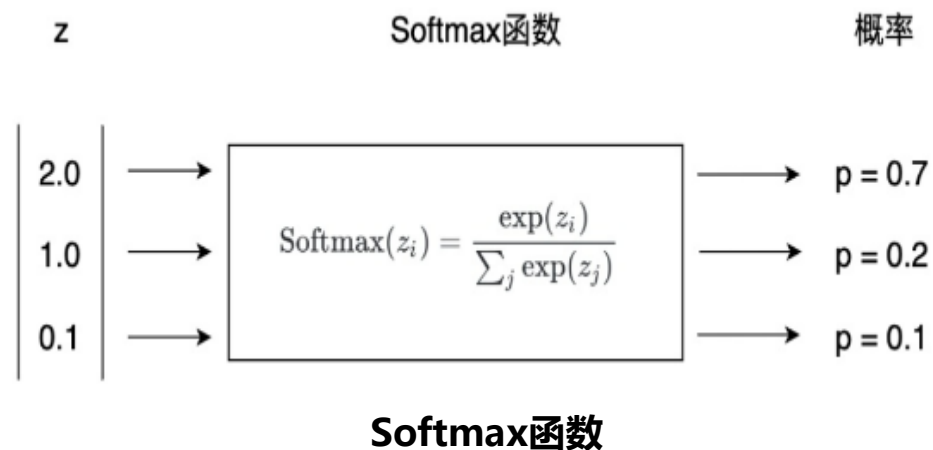 z Softmax函数 概率
2.0 p = 0.7
1.0 Softmax(z_i) = exp(z_i) / ∑_j exp(z_j) p = 0.2
0.1 p = 0.1
Softmax函数